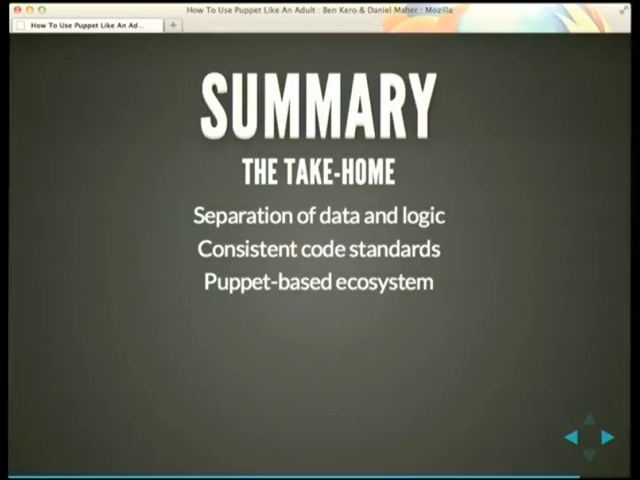 How To Use Puppet Like An Adult : Ben Kero & Daniel Maher : Mozilla
How To Use Puppet Like An Ad...
SUMMARY
THE TAKE-HOME
Separation of data and logic
Consistent code standards
Puppet-based ecosystem